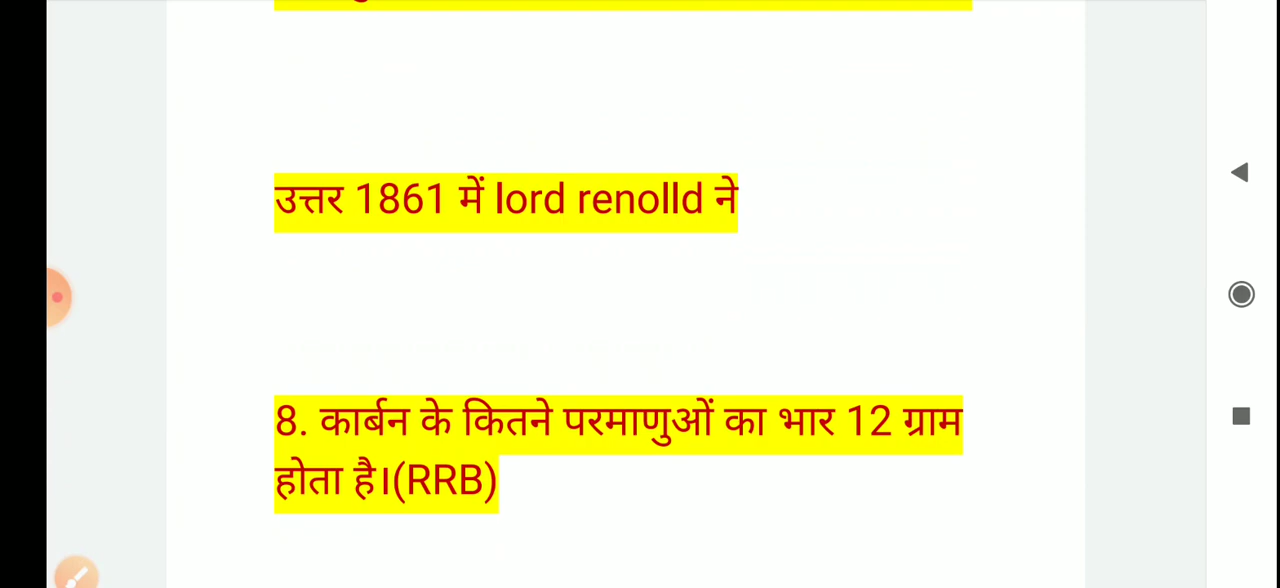 उत्तर 1861 में lord renolld ने
8. कार्बन के कितने परमाणुओं का भार 12 ग्राम
होता है।(RRB)